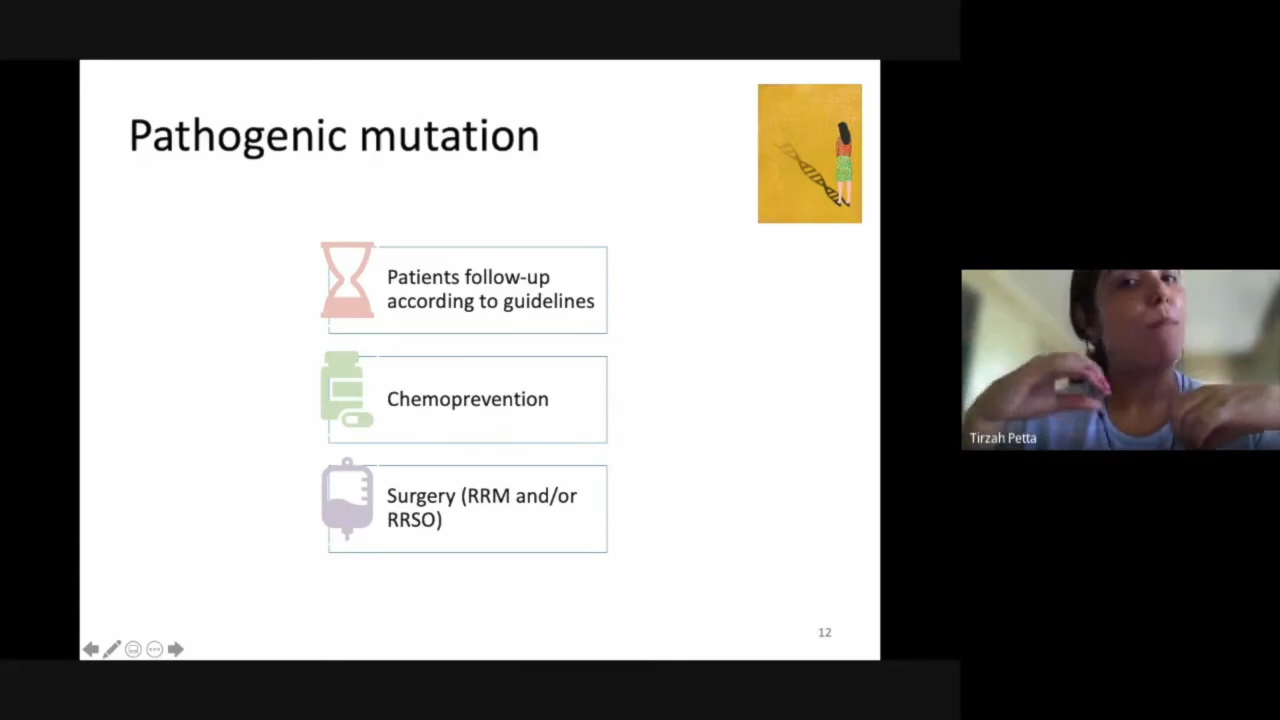 Pathogenic mutation
Patients follow-up
according to guidelines
Chemoprevention
Surgery (RRM and/or
RRSO)
12
Tirzah Petta